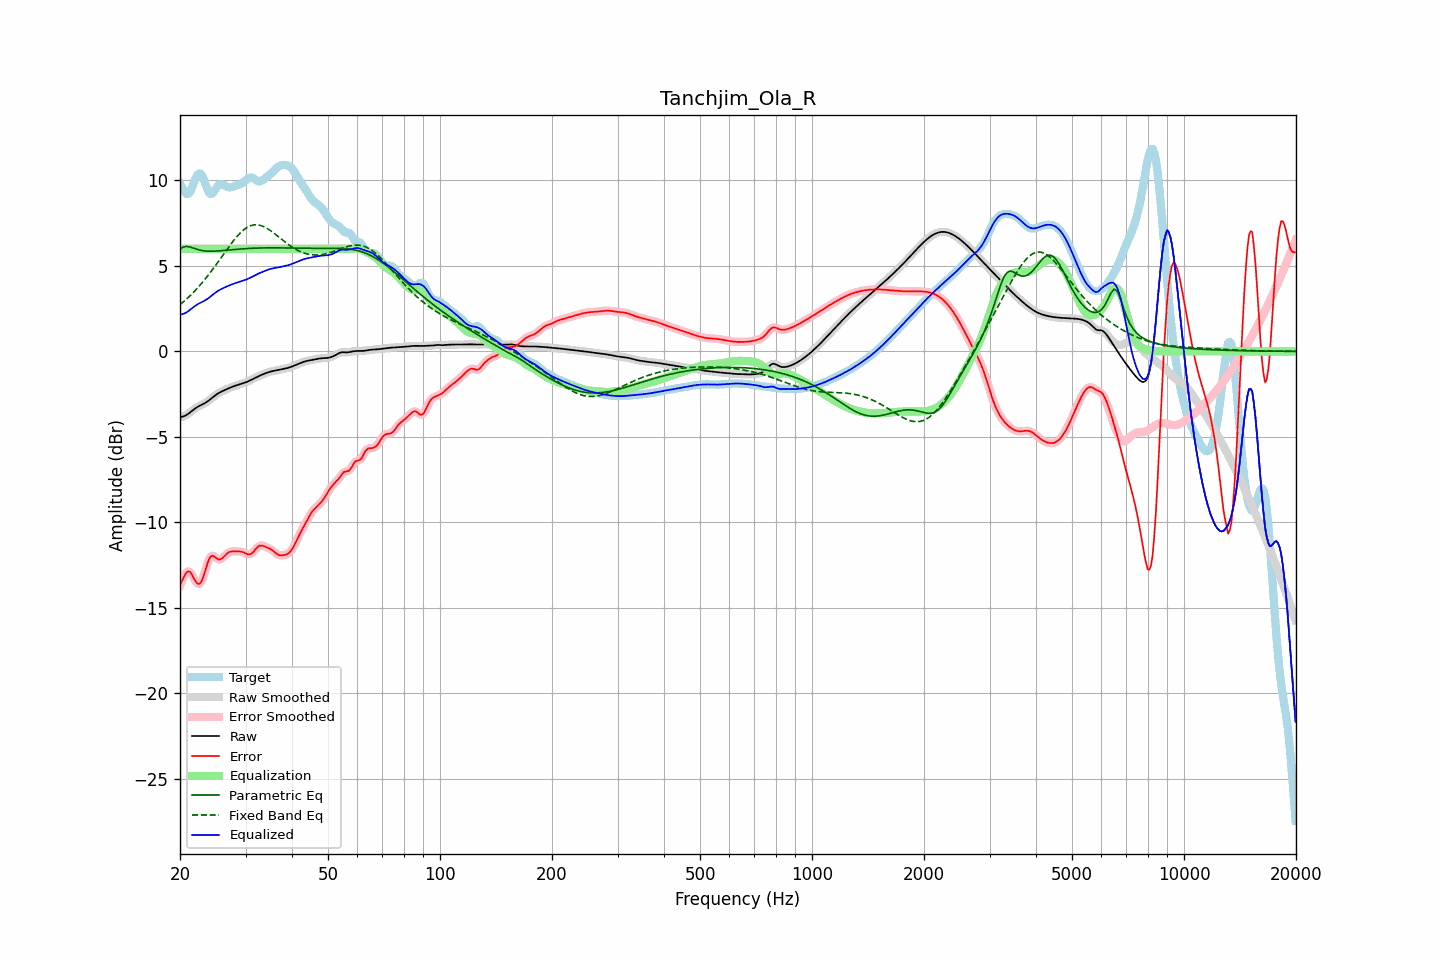 Tanchjim_Ola_R
Amplitude (dBr)
10
5
0
−5
−10
−15
−20
−25
Target
Raw Smoothed
Error Smoothed
Raw
Error
Equalization
Parametric Eq
Fixed Band Eq
Equalized
20 50 100 200 500 1000 2000 5000 10000 20000
Frequency (Hz)